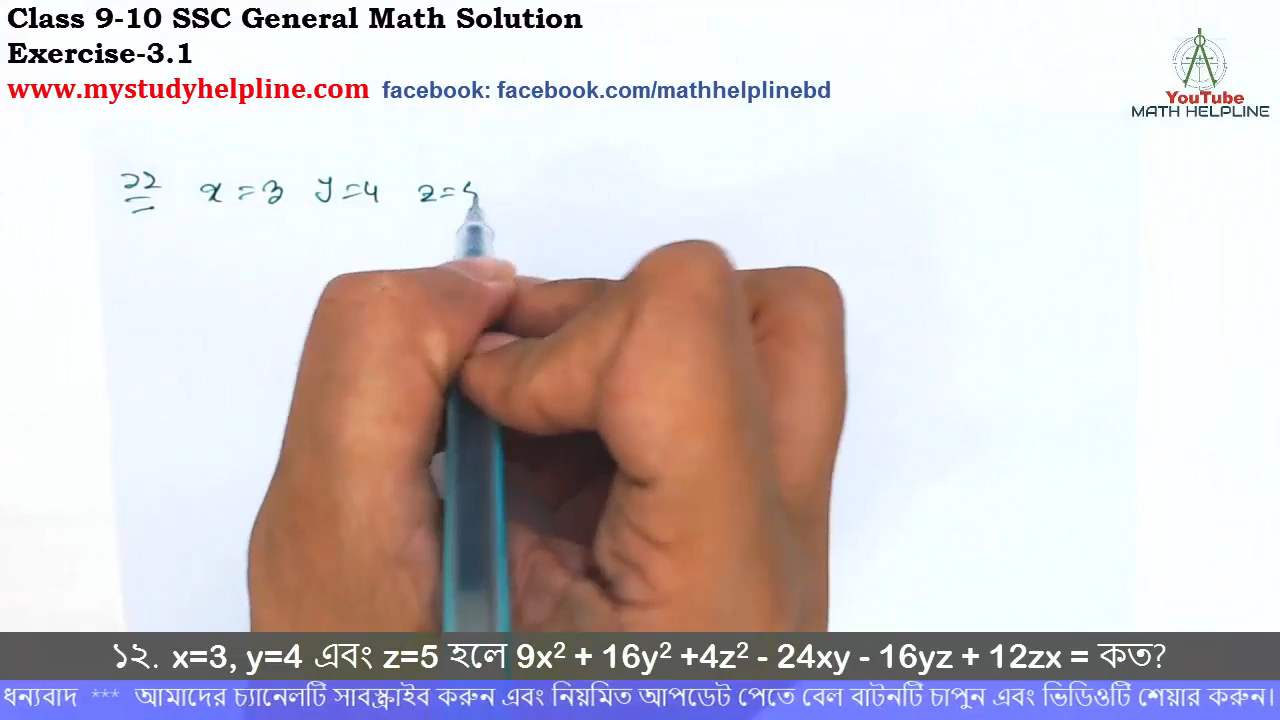 Class 9-10 SSC General Math Solution
Exercise-3.1
www.mystudyhelpline.com facebook: facebook.com/mathhelplinebd
YouTube
MATH HELPLINE
x = 3 y = 4 z =
১২. x=3, y=4 এবং z=5 হলে 9x² + 16y² +4z² - 24xy - 16yz + 12zx = কত?
ধন্যবাদ *** আমাদের চ্যানেলটি সাবস্ক্রাইব করুন এবং নিয়মিত আপডেট পেতে বেল বাটনটি চাপুন এবং ভিডিওটি শেয়ার করুন।